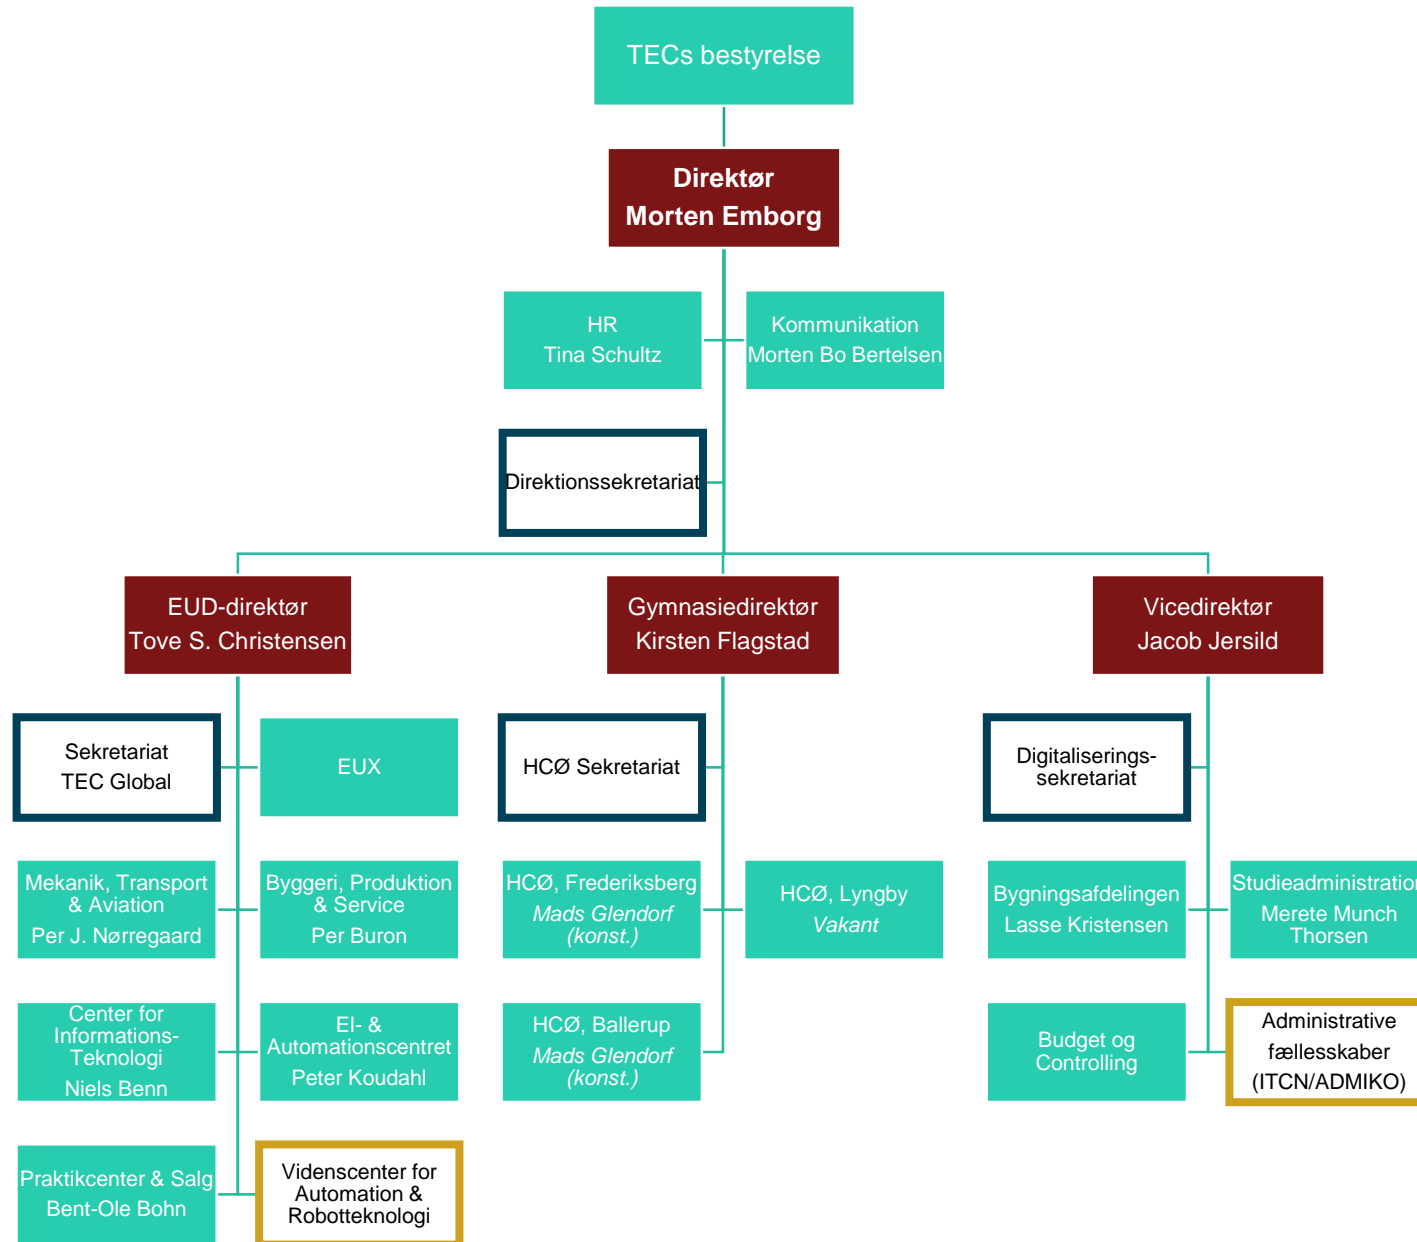 TECs bestyrelse
Direktør
Morten Emborg
HR
Tina Schultz
Kommunikation
Morten Bo Bertelsen
Direktionssekretariat
EUD-direktør
Tove S. Christensen
Gymnasiedirektør
Kirsten Flagstad
Vicedirektør
Jacob Jersild
Sekretariat
TEC Global
EUX
HCØ Sekretariat
Digitaliserings-
sekretariat
Mekanik, Transport
& Aviation
Per J. Nørregaard
Byggeri, Produktion
& Service
Per Buron
HCØ, Frederiksberg
Mads Glendorf
(konst.)
HCØ, Lyngby
Vakant
Bygningsafdelingen
Lasse Kristensen
Studieadministration
Merete Munch
Thorsen
Center for
Informations-
Teknologi
Niels Benn
El- &
Automationscentret
Peter Koudahl
HCØ, Ballerup
Mads Glendorf
(konst.)
Budget og
Controlling
Administrative
fællesskaber
(ITCN/ADMIKO)
Praktikcenter & Salg
Bent-Ole Bohn
Videnscenter for
Automation &
Robotteknologi